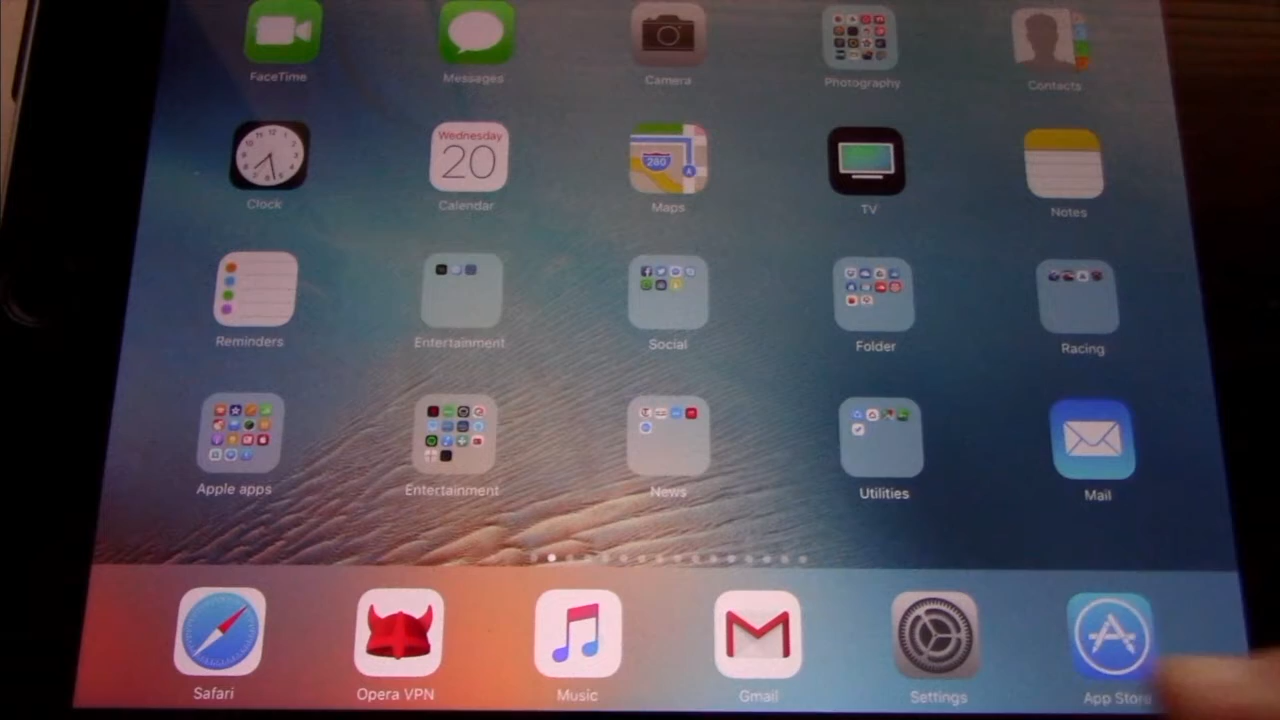 FaceTime
Messages
Camera
Photography
Contacts
Wednesday
20
280
Clock
Calendar
Maps
TV
Notes
Reminders
Entertainment
Social
Folder
Racing
Apple apps
Entertainment
News
Utilities
Mail
Safari
Opera VPN
Music
Gmail
Settings
App Store